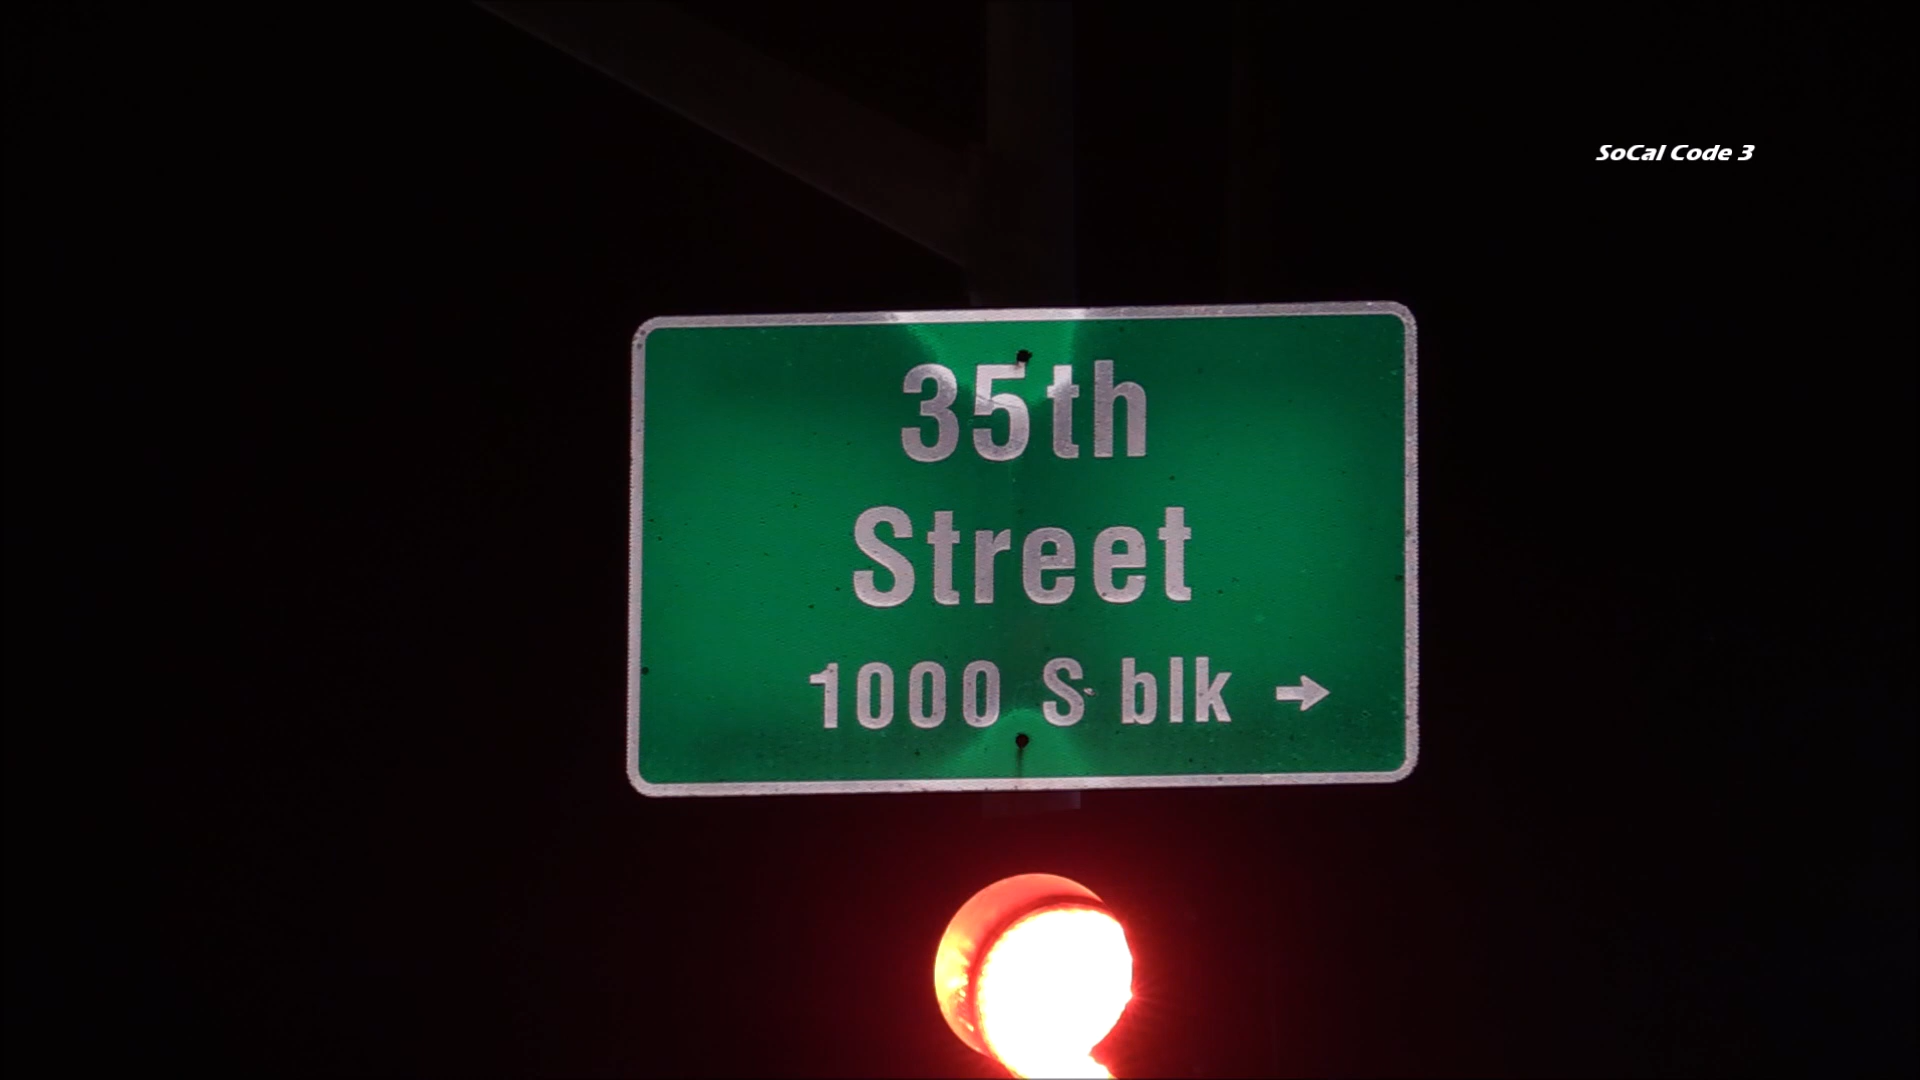 SoCal Code 3
35th
Street
1000 S blk →